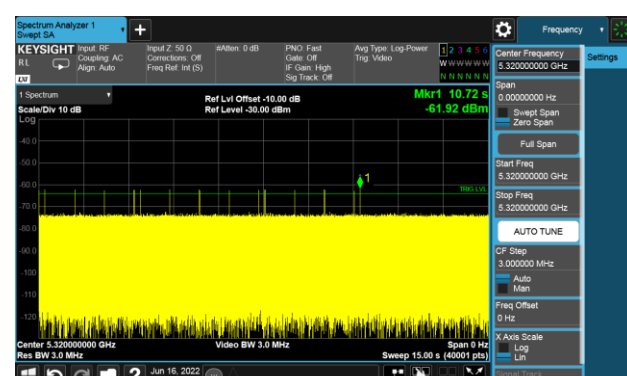 Spectrum Analyzer 1
Swept SA
Frequency
KEYSIGHT
RL
LXI
Input: RF
Coupling: AC
Align: Auto
Input Z: 50 Ω
Corrections: Off
Freq Ref: Int (S)
#Atten: 0 dB
PNO: Fast
Gate: Off
IF Gain: High
Sig Track: Off
Avg Type: Log-Power
Trig: Video
1 2 3 4 5 6
W W W W W W
N N N N N N
1 Spectrum
Scale/Div 10 dB
Log
Ref Lvl Offset -10.00 dB
Ref Level -30.00 dBm
Mkr1 10.72 s
-61.92 dBm
1
TRIG LVL
-40.0
-50.0
-60.0
-70.0
-80.0
-90.0
-100
-110
-120
Center 5.320000000 GHz
Res BW 3.0 MHz
Video BW 3.0 MHz
Span 0 Hz
Sweep 15.00 s (40001 pts)
Jun 16, 2022
Center Frequency
5.320000000 GHz
Settings
Span
0.00000000 Hz
Swept Span
Zero Span
Full Span
Start Freq
5.320000000 GHz
Stop Freq
5.320000000 GHz
AUTO TUNE
CF Step
3.000000 MHz
Auto
Man
Freq Offset
0 Hz
X Axis Scale
Log
Lin
Signal Track